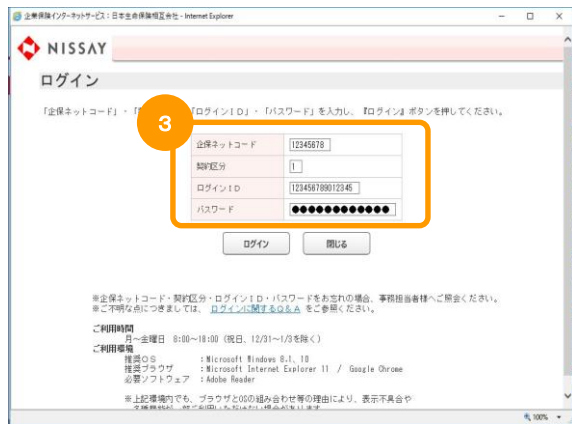 企業保険インターネットサービス：日本生命保険相互会社 - Internet Explorer
NISSAY
ログイン
「企保ネットコード」・「 「ログインＩＤ」・「パスワード」を入力し、『ログイン』ボタンを押してください。
3
企保ネットコード 12345678
契約区分 1
ログインＩＤ 123456789012345
パスワード ●●●●●●●●●●●●
ログイン 閉じる
※企保ネットコード・契約区分・ログインＩＤ・パスワードをお忘れの場合、事務担当者様へご照会ください。
※ご不明な点につきましては、ログインに関するＱ＆Ａ をご参照ください。
ご利用時間
月～金曜日 8:00～18:00（祝日、12/31～1/3を除く）
ご利用環境
推奨ＯＳ ：Microsoft Windows 8.1、10
推奨ブラウザ ：Microsoft Internet Explorer 11 ／ Google Chrome
必要ソフトウェア ：Adobe Reader
※上記環境内でも、ブラウザとOSの組み合わせ等の理由により、表示不具合や
100%